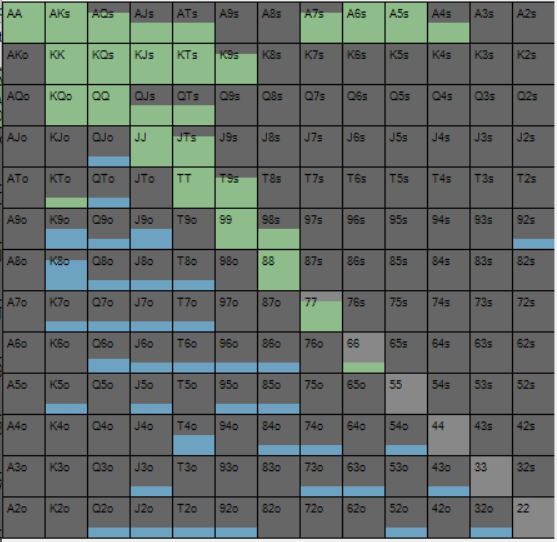 AA AKs AQs AJs ATs A9s A8s A7s A6s A5s A4s A3s A2s
AKo KK KQs KJs KTs K9s K8s K7s K6s K5s K4s K3s K2s
AQo KQo QQ QJs QTs Q9s Q8s Q7s Q6s Q5s Q4s Q3s Q2s
AJo KJo QJo JJ JTs J9s J8s J7s J6s J5s J4s J3s J2s
ATo KTo QTo JTo TT T9s T8s T7s T6s T5s T4s T3s T2s
A9o K9o Q9o J9o T9o 99 98s 97s 96s 95s 94s 93s 92s
A8o K8o Q8o J8o T8o 98o 88 87s 86s 85s 84s 83s 82s
A7o K7o Q7o J7o T7o 97o 87o 77 76s 75s 74s 73s 72s
A6o K6o Q6o J6o T6o 96o 86o 76o 66 65s 64s 63s 62s
A5o K5o Q5o J5o T5o 95o 85o 75o 65o 55 54s 53s 52s
A4o K4o Q4o J4o T4o 94o 84o 74o 64o 54o 44 43s 42s
A3o K3o Q3o J3o T3o 93o 83o 73o 63o 53o 43o 33 32s
A2o K2o Q2o J2o T2o 92o 82o 72o 62o 52o 42o 32o 22